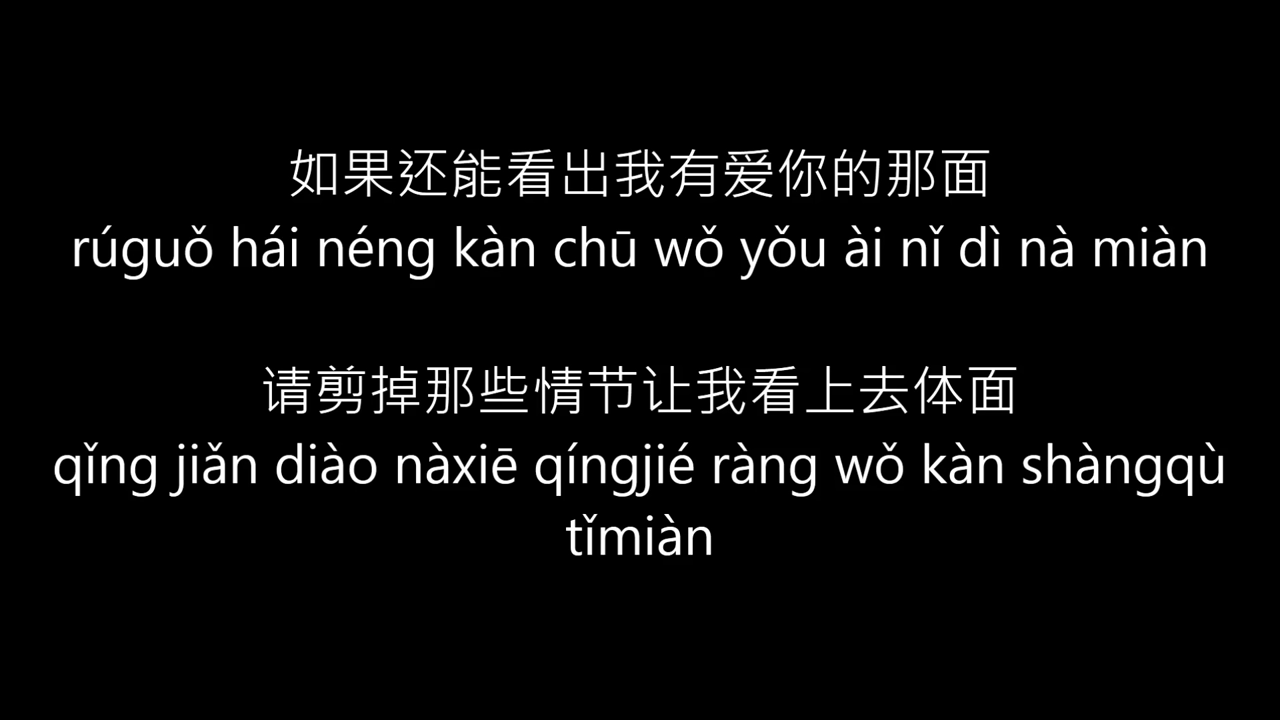 如果还能看出我有爱你的那面
rúguǒ hái néng kàn chū wǒ yǒu ài nǐ dì nà miàn
请剪掉那些情节让我看上去体面
qǐng jiǎn diào nàxiē qíngjié ràng wǒ kàn shàngqù
tǐmiàn